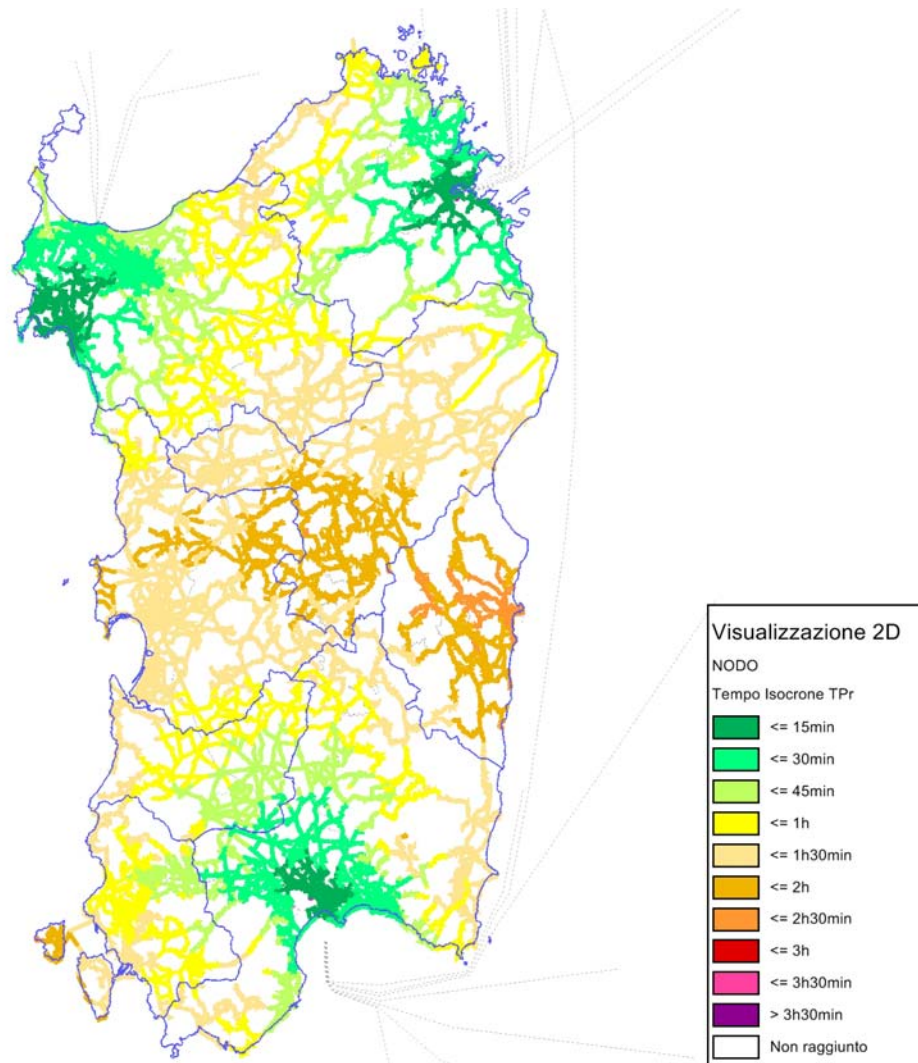 Visualizzazione 2D
NODO
Tempo Isocrone TPr
<= 15min
<= 30min
<= 45min
<= 1h
<= 1h30min
<= 2h
<= 2h30min
<= 3h
<= 3h30min
> 3h30min
Non raggiunto